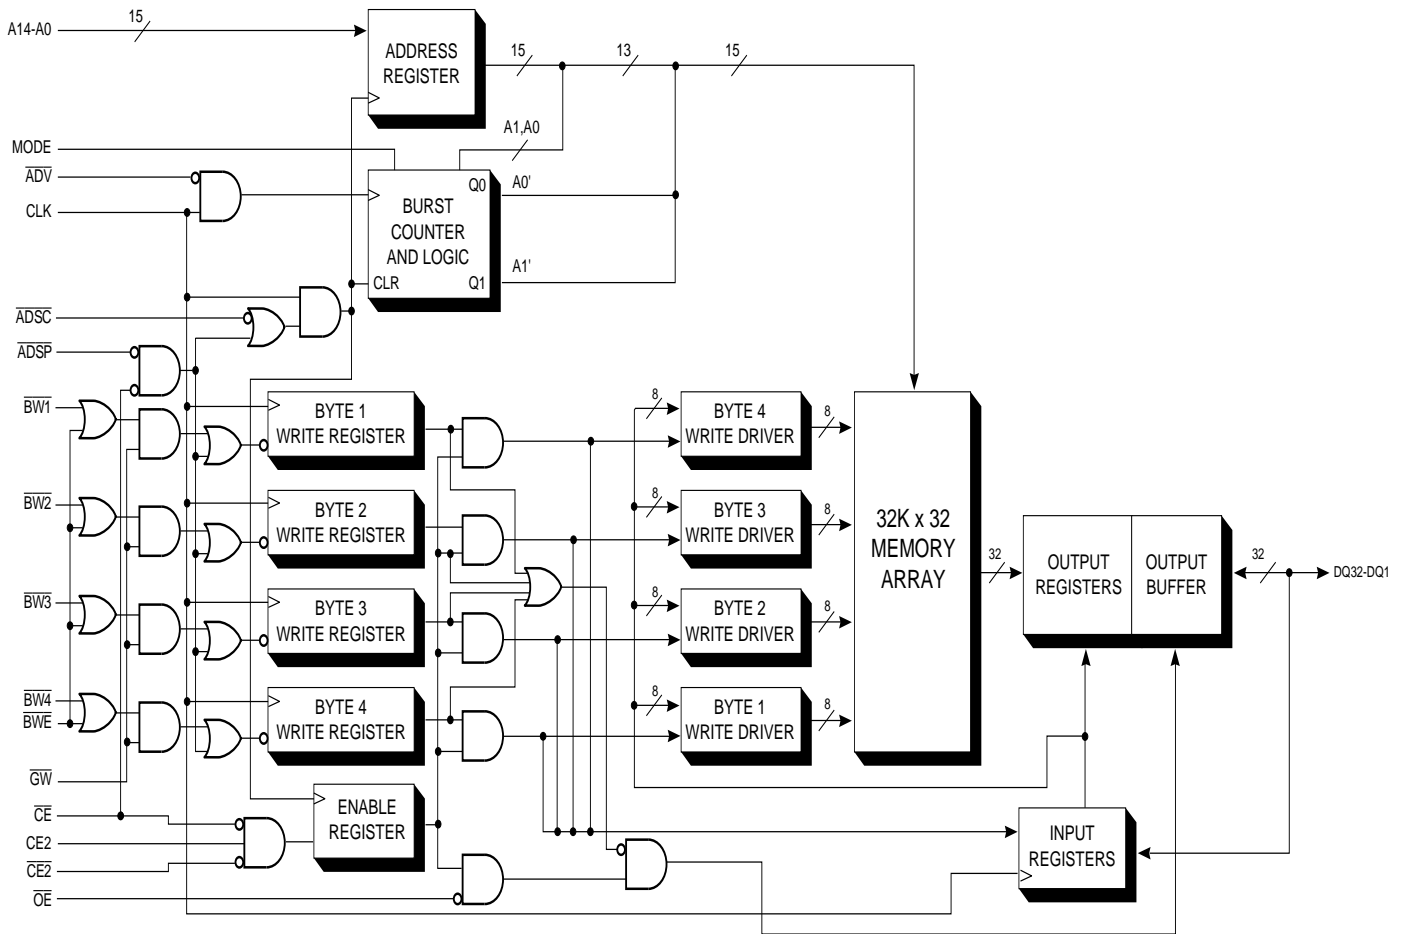 A14-A0
15
ADDRESS
REGISTER
15
13
15
A1,A0
MODE
ADV
CLK
BURST
COUNTER
AND LOGIC
Q0
A0'
CLR
Q1
A1'
ADSC
ADSP
BW1
BYTE 1
WRITE REGISTER
8
BYTE 4
WRITE DRIVER
8
BW2
BYTE 2
WRITE REGISTER
8
BYTE 3
WRITE DRIVER
8
32K x 32
MEMORY
ARRAY
32
OUTPUT
REGISTERS
OUTPUT
BUFFER
32
DQ32-DQ1
BW3
BYTE 3
WRITE REGISTER
8
BYTE 2
WRITE DRIVER
8
BW4
BWE
BYTE 4
WRITE REGISTER
8
BYTE 1
WRITE DRIVER
8
GW
CE
CE2
CE2
OE
ENABLE
REGISTER
INPUT
REGISTERS